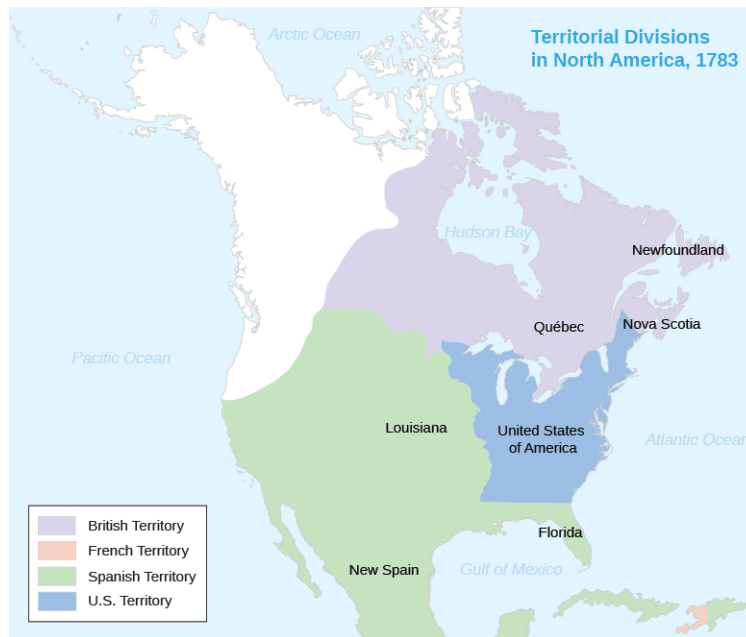 Arctic Ocean
Territorial Divisions
in North America, 1783
Hudson Bay
Newfoundland
Québec
Nova Scotia
Pacific Ocean
Louisiana
United States
of America
Atlantic Ocean
British Territory
French Territory
Spanish Territory
U.S. Territory
Florida
New Spain
Gulf of Mexico